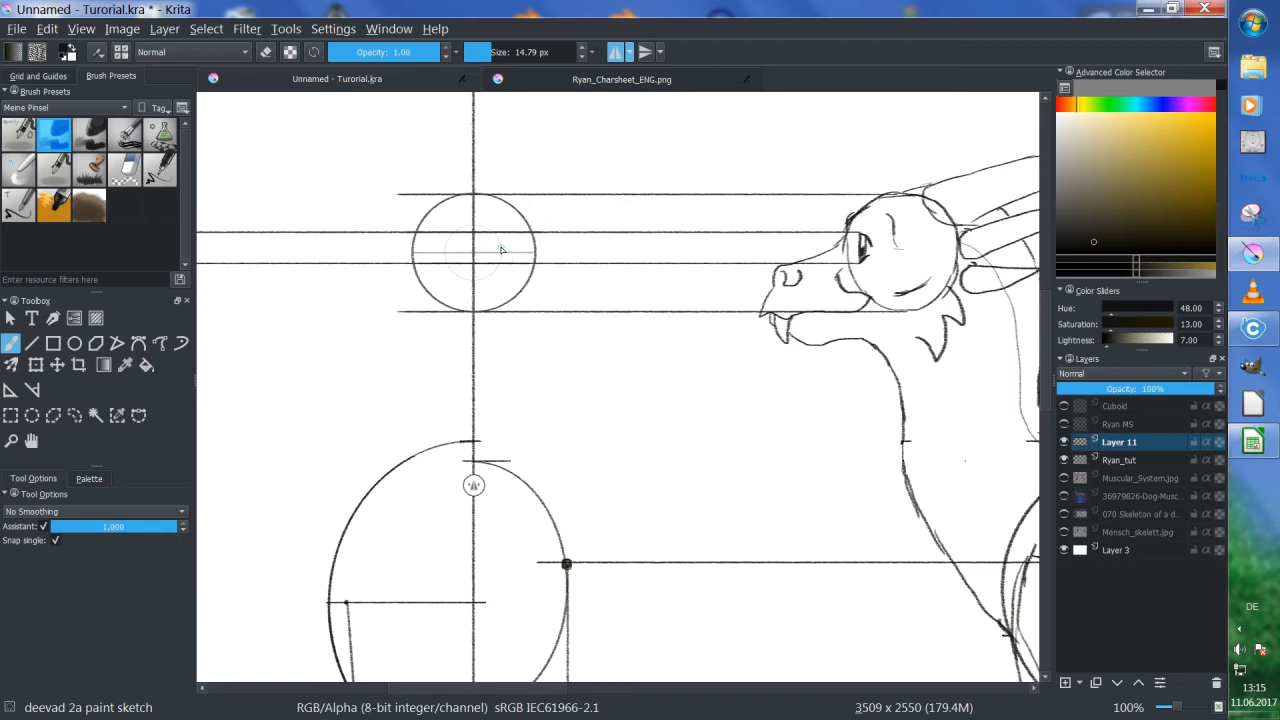 Unnamed - Turorial.kra * - Krita
File Edit View Image Layer Select Filter Tools Settings Window Help
Normal Opacity: 1.00 Size: 14.79 px
Grid and Guides Brush Presets
Unnamed - Turorial.kra Ryan_Charsheet_ENG.png
Advanced Color Selector
Brush Presets
Meine Pinsel Tag
Enter resource filters here
Toolbox
Color Sliders
Hue: 48.00
Saturation: 13.00
Lightness: 7.00
Layers
Normal
Opacity: 100%
Cuboid
Ryan MS
Layer 11
Ryan_tut
Muscular_System.jpg
36979826-Dog-Musc...
070 Skeleton of a d...
Mensch_skelett.jpg
Layer 3
Tool Options Palette
Tool Options
No Smoothing
Assistant: 1,000
Snap single:
DE
13:15
11.06.2017
deevad 2a paint sketch RGB/Alpha (8-bit integer/channel) sRGB IEC61966-2.1 3509 x 2550 (179.4M) 100%